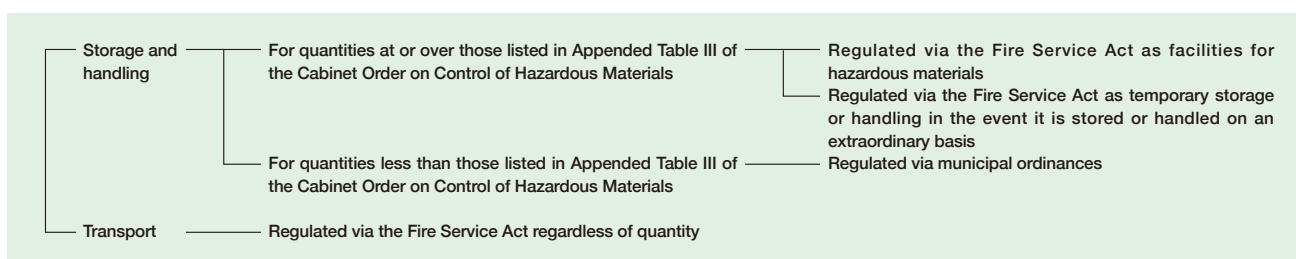 Storage and
handling
For quantities at or over those listed in Appended Table III of
the Cabinet Order on Control of Hazardous Materials
Regulated via the Fire Service Act as facilities for
hazardous materials
Regulated via the Fire Service Act as temporary storage
or handling in the event it is stored or handled on an
extraordinary basis
For quantities less than those listed in Appended Table III of
the Cabinet Order on Control of Hazardous Materials
Regulated via municipal ordinances
Transport
Regulated via the Fire Service Act regardless of quantity